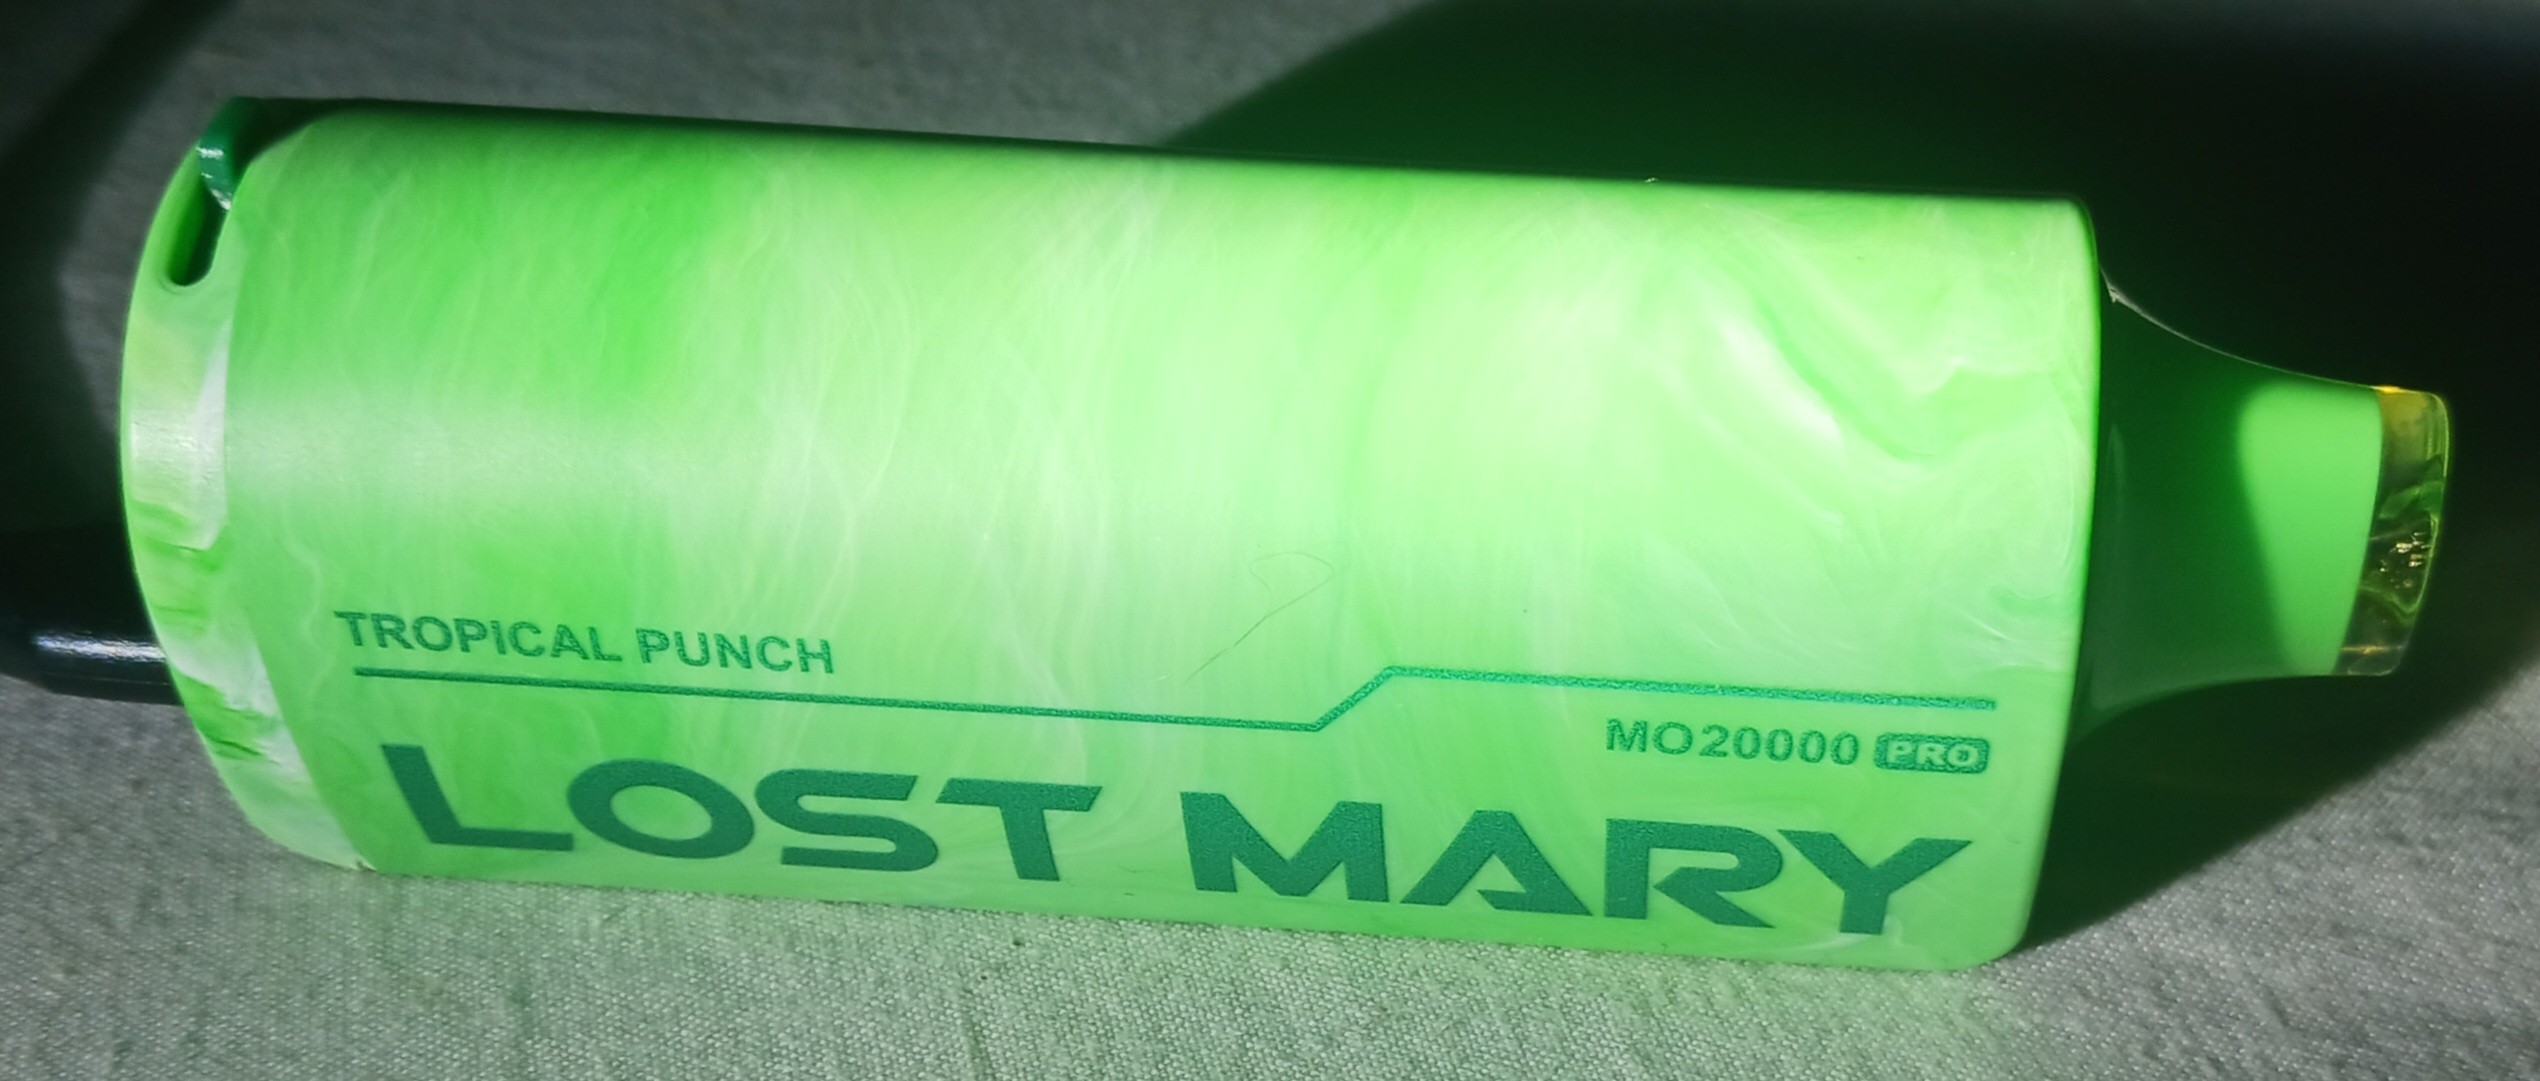 TROPICAL PUNCH
MO20000 PRO
LOST MARY